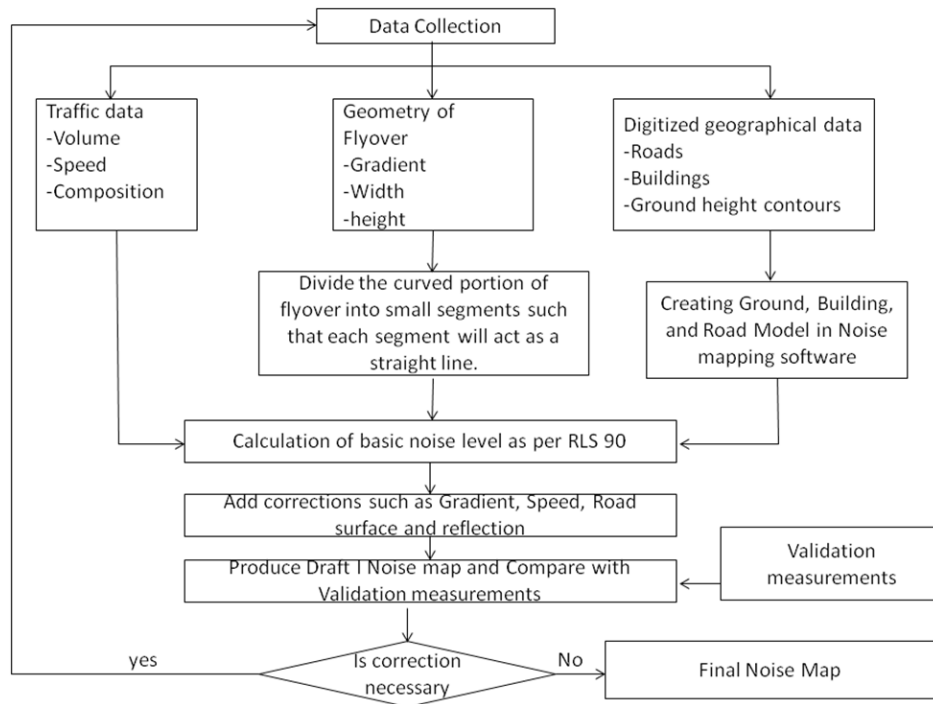 Data Collection
Traffic data
-Volume
-Speed
-Composition
Geometry of
Flyover
-Gradient
-Width
-height
Digitized geographical data
-Roads
-Buildings
-Ground height contours
Divide the curved portion of
flyover into small segments such
that each segment will act as a
straight line.
Creating Ground, Building,
and Road Model in Noise
mapping software
Calculation of basic noise level as per RLS 90
Add corrections such as Gradient, Speed, Road
surface and reflection
Produce Draft I Noise map and Compare with
Validation measurements
Validation
measurements
yes
Is correction
necessary
No
Final Noise Map